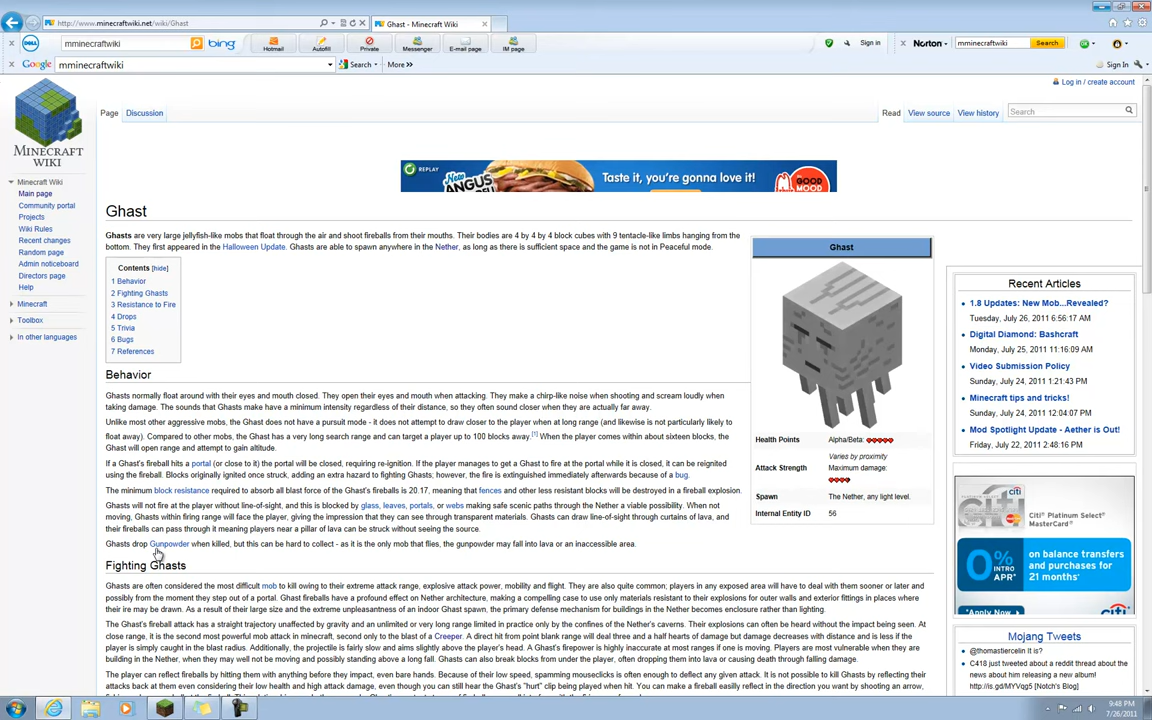 http://www.minecraftwiki.net/wiki/Ghast
Ghast - Minecraft Wiki
mminecraftwiki
bing
Hotmail
Autofill
Private
Messenger
E-mail page
IM page
Sign in
Norton
mminecraftwiki
Search
Google
mminecraftwiki
Search
More »
Sign In
Log in / create account
MINECRAFT
WIKI
Page
Discussion
Read
View source
View history
Search
REPLAY
New
ANGUS
Taste it, you're gonna love it!
GOOD
MOOD
Minecraft Wiki
Main page
Community portal
Projects
Wiki Rules
Recent changes
Random page
Admin noticeboard
Directors page
Help
Minecraft
Toolbox
In other languages
Ghast
Ghasts are very large jellyfish-like mobs that float through the air and shoot fireballs from their mouths. Their bodies are 4 by 4 by 4 block cubes with 9 tentacle-like limbs hanging from the
bottom. They first appeared in the Halloween Update. Ghasts are able to spawn anywhere in the Nether, as long as there is sufficient space and the game is not in Peaceful mode.
Contents [hide]
1 Behavior
2 Fighting Ghasts
3 Resistance to Fire
4 Drops
5 Trivia
6 Bugs
7 References
Ghast
Health Points
Alpha/Beta:
Varies by proximity
Attack Strength
Maximum damage:
Spawn
The Nether, any light level.
Internal Entity ID
56
Behavior
Ghasts normally float around with their eyes and mouth closed. They open their eyes and mouth when attacking. They make a chirp-like noise when shooting and scream loudly when
taking damage. The sounds that Ghasts make have a minimum intensity regardless of their distance, so they often sound closer when they are actually far away.
Unlike most other aggressive mobs, the Ghast does not have a pursuit mode - it does not attempt to draw closer to the player when at long range (and likewise is not particularly likely to
float away). Compared to other mobs, the Ghast has a very long search range and can target a player up to 100 blocks away.[1] When the player comes within about sixteen blocks, the
Ghast will open range and attempt to gain altitude.
If a Ghast's fireball hits a portal (or close to it) the portal will be closed, requiring re-ignition. If the player manages to get a Ghast to fire at the portal while it is closed, it can be reignited
using the fireball. Blocks originally ignited once struck, adding an extra hazard to fighting Ghasts; however, the fire is extinguished immediately afterwards because of a bug.
The minimum block resistance required to absorb all blast force of the Ghast's fireballs is 20.17, meaning that fences and other less resistant blocks will be destroyed in a fireball explosion.
Ghasts will not fire at the player without line-of-sight, and this is blocked by glass, leaves, portals, or webs making safe scenic paths through the Nether a viable possibility. When not
moving, Ghasts within firing range will face the player, giving the impression that they can see through transparent materials. Ghasts can draw line-of-sight through curtains of lava, and
their fireballs can pass through it meaning players near a pillar of lava can be struck without seeing the source.
Ghasts drop Gunpowder when killed, but this can be hard to collect - as it is the only mob that flies, the gunpowder may fall into lava or an inaccessible area.
Fighting Ghasts
Ghasts are often considered the most difficult mob to kill owing to their extreme attack range, explosive attack power, mobility and flight. They are also quite common; players in any exposed area will have to deal with them sooner or later and
possibly from the moment they step out of a portal. Ghast fireballs have a profound effect on Nether architecture, making a compelling case to use only materials resistant to their explosions for outer walls and exterior fittings in places where
their ire may be drawn. As a result of their large size and the extreme unpleasantness of an indoor Ghast spawn, the primary defense mechanism for buildings in the Nether becomes enclosure rather than lighting.
The Ghast's fireball attack has a straight trajectory unaffected by gravity and an unlimited or very long range limited in practice only by the confines of the Nether's caverns. Their explosions can often be heard without the impact being seen. At
close range, it is the second most powerful mob attack in minecraft, second only to the blast of a Creeper. A direct hit from point blank range will deal three and a half hearts of damage but damage decreases with distance and is less if the
player is simply caught in the blast radius. Additionally, the projectile is fairly slow and aims slightly above the player's head. A Ghast's firepower is highly inaccurate at most ranges if one is moving. Players are most vulnerable when they are
building in the Nether, when they may well not be moving and possibly standing above a long fall. Ghasts can also break blocks from under the player, often dropping them into lava or causing death through falling damage.
The player can reflect fireballs by hitting them with anything before they impact, even bare hands. Because of their low speed, spamming mouseclicks is often enough to deflect any given attack. It is not possible to kill Ghasts by reflecting their
attacks back at them even considering their low health and high attack damage, even though you can still hear the Ghast's "hurt" clip being played when hit. You can make a fireball easilly reflect in the direction you want by shooting an arrow,
Recent Articles
1.8 Updates: New Mob...Revealed?
Tuesday, July 26, 2011 6:56:17 AM
Digital Diamond: Bashcraft
Monday, July 25, 2011 11:16:09 AM
Video Submission Policy
Sunday, July 24, 2011 1:21:43 PM
Minecraft tips and tricks!
Sunday, July 24, 2011 12:04:07 PM
Mod Spotlight Update - Aether is Out!
Friday, July 22, 2011 2:48:16 PM
citi
Citi® Platinum Select®
MasterCard®
0%
INTRO
APR*
on balance transfers
and purchases for
21 months*
Apply Now
citi
Mojang Tweets
@thomastiercelin It is?
C418 just tweeted about a reddit thread about the
time he was releasing a new album!
http://is.gd/MYVqg5 [Notch's Blog]
9:48 PM
7/26/2011